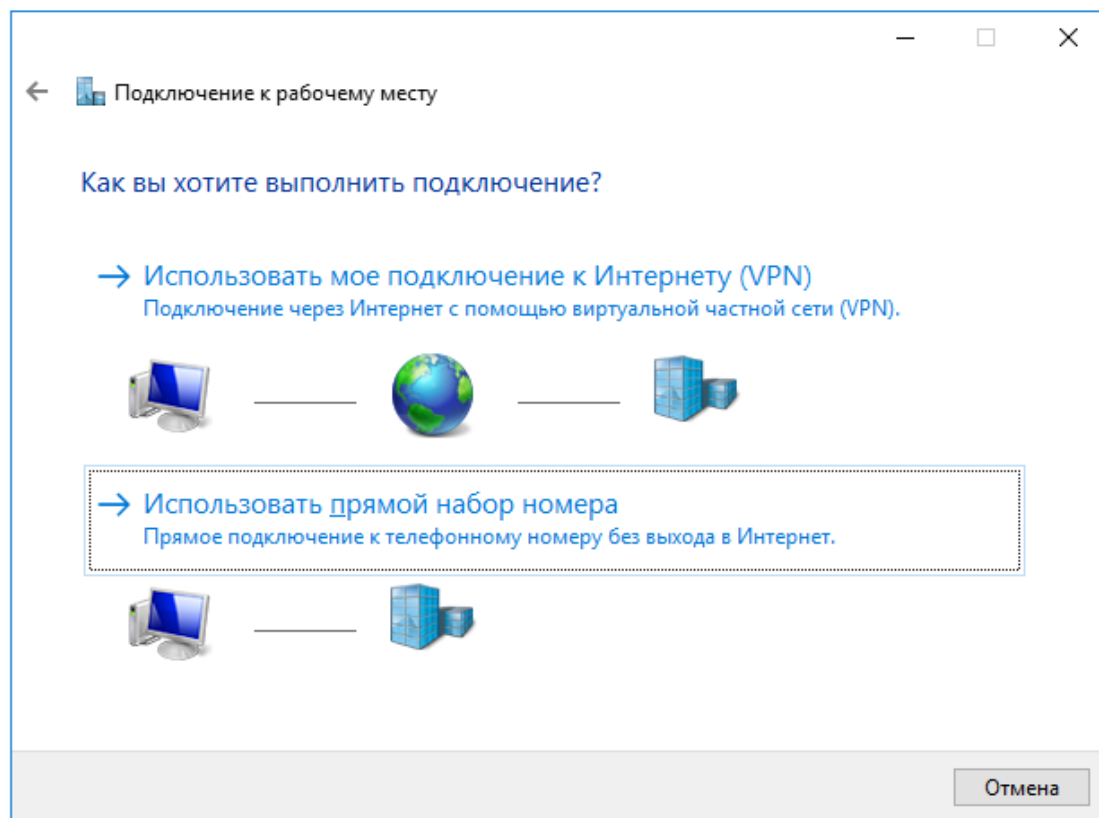 Подключение к рабочему месту
Как вы хотите выполнить подключение?
Использовать мое подключение к Интернету (VPN)
Подключение через Интернет с помощью виртуальной частной сети (VPN).
Использовать прямой набор номера
Прямое подключение к телефонному номеру без выхода в Интернет.
Отмена